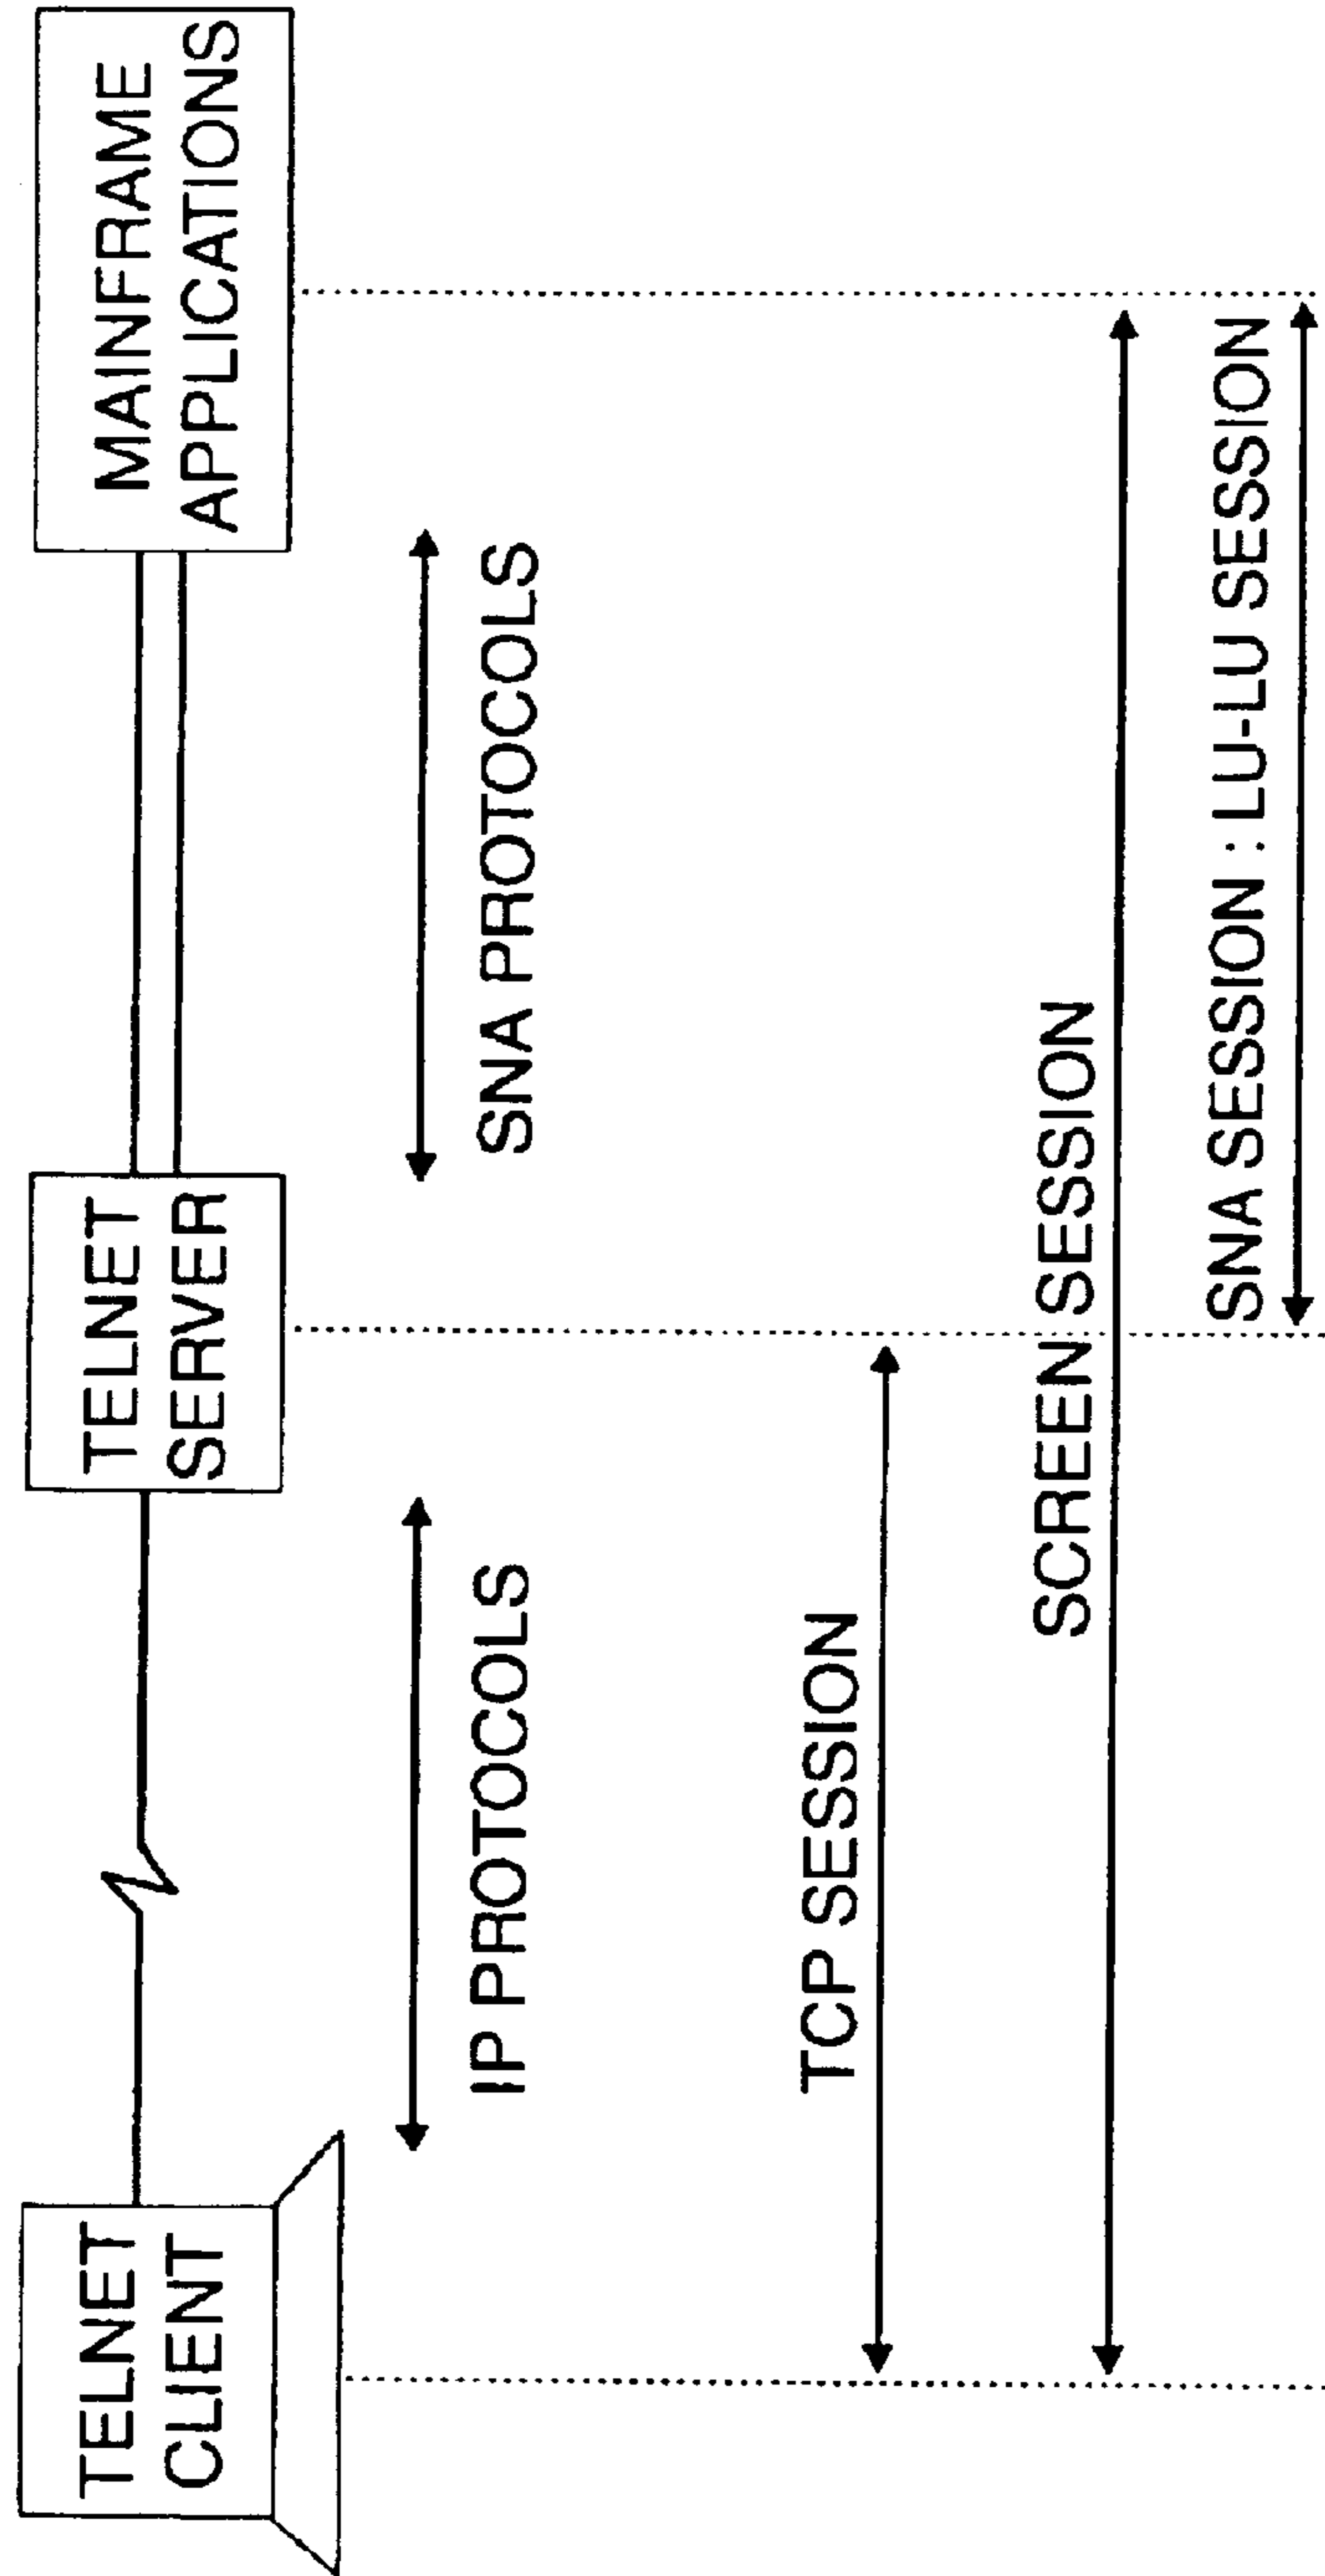 TELNET
CLIENT
TELNET
SERVER
MAINFRAME
APPLICATIONS
IP PROTOCOLS
SNA PROTOCOLS
TCP SESSION
SCREEN SESSION
SNA SESSION : LU-LU SESSION